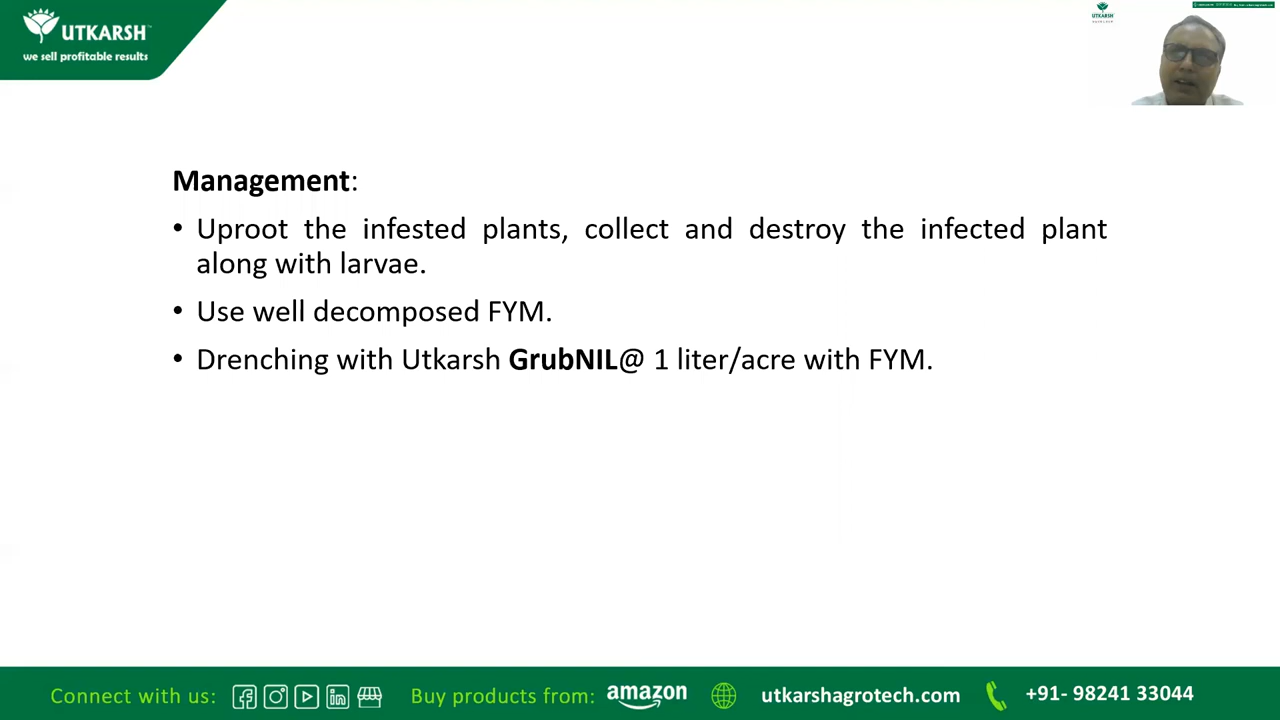 UTKARSH
we sell profitable results
UTKARSH
Management:
• Uproot the infested plants, collect and destroy the infected plant
along with larvae.
• Use well decomposed FYM.
• Drenching with Utkarsh GrubNIL@ 1 liter/acre with FYM.
Connect with us:
Buy products from: amazon
utkarshagrotech.com
+91- 98241 33044